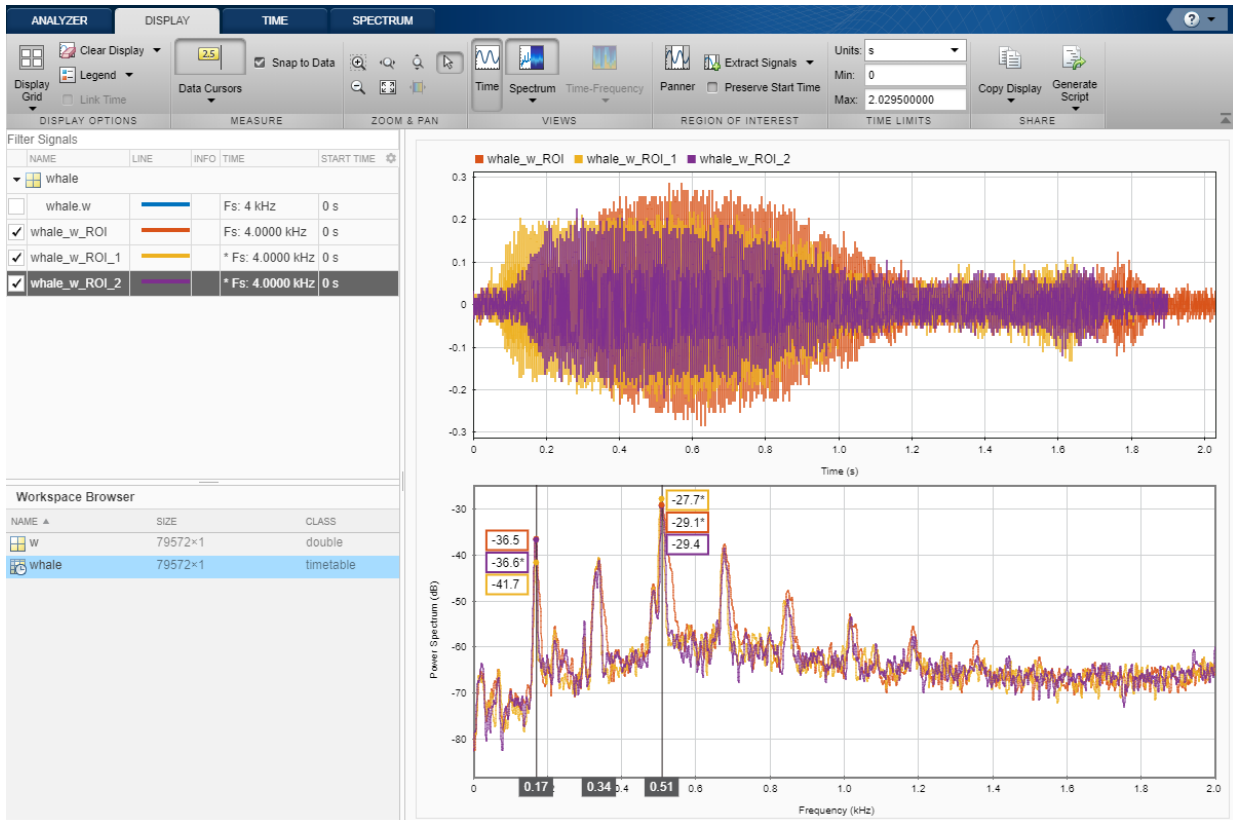 ANALYZER DISPLAY TIME SPECTRUM ?
Display Grid
Clear Display
Legend
Link Time
DISPLAY OPTIONS
2.5
Data Cursors
Snap to Data
MEASURE
ZOOM & PAN
Time Spectrum Time-Frequency
VIEWS
Panner
Extract Signals
Preserve Start Time
REGION OF INTEREST
Units: s
Min: 0
Max: 2.029500000
TIME LIMITS
Copy Display
Generate Script
SHARE
Filter Signals
NAME LINE INFO TIME START TIME
whale
whale.w Fs: 4 kHz 0 s
whale_w_ROI Fs: 4.0000 kHz 0 s
whale_w_ROI_1 * Fs: 4.0000 kHz 0 s
whale_w_ROI_2 * Fs: 4.0000 kHz 0 s
Workspace Browser
NAME SIZE CLASS
w 79572×1 double
whale 79572×1 timetable
whale_w_ROI whale_w_ROI_1 whale_w_ROI_2
0.3
0.2
0.1
0
-0.1
-0.2
-0.3
0 0.2 0.4 0.6 0.8 1.0 1.2 1.4 1.6 1.8 2.0
Time (s)
Power Spectrum (dB)
-30
-40
-50
-60
-70
-80
-27.7*
-29.1*
-29.4
-36.5
-36.6*
-41.7
0 0.17 0.34 0.4 0.51 0.6 0.8 1.0 1.2 1.4 1.6 1.8 2.0
Frequency (kHz)